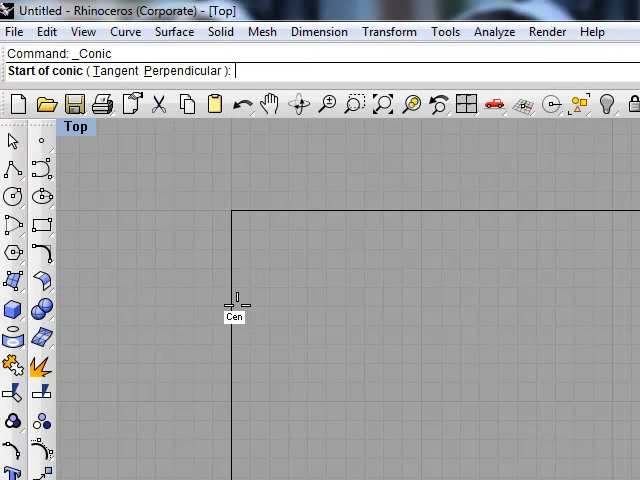 Untitled - Rhinoceros (Corporate) - [Top]
File Edit View Curve Surface Solid Mesh Dimension Transform Tools Analyze Render Help
Command: _Conic
Start of conic ( Tangent Perpendicular ):
Top
Cen